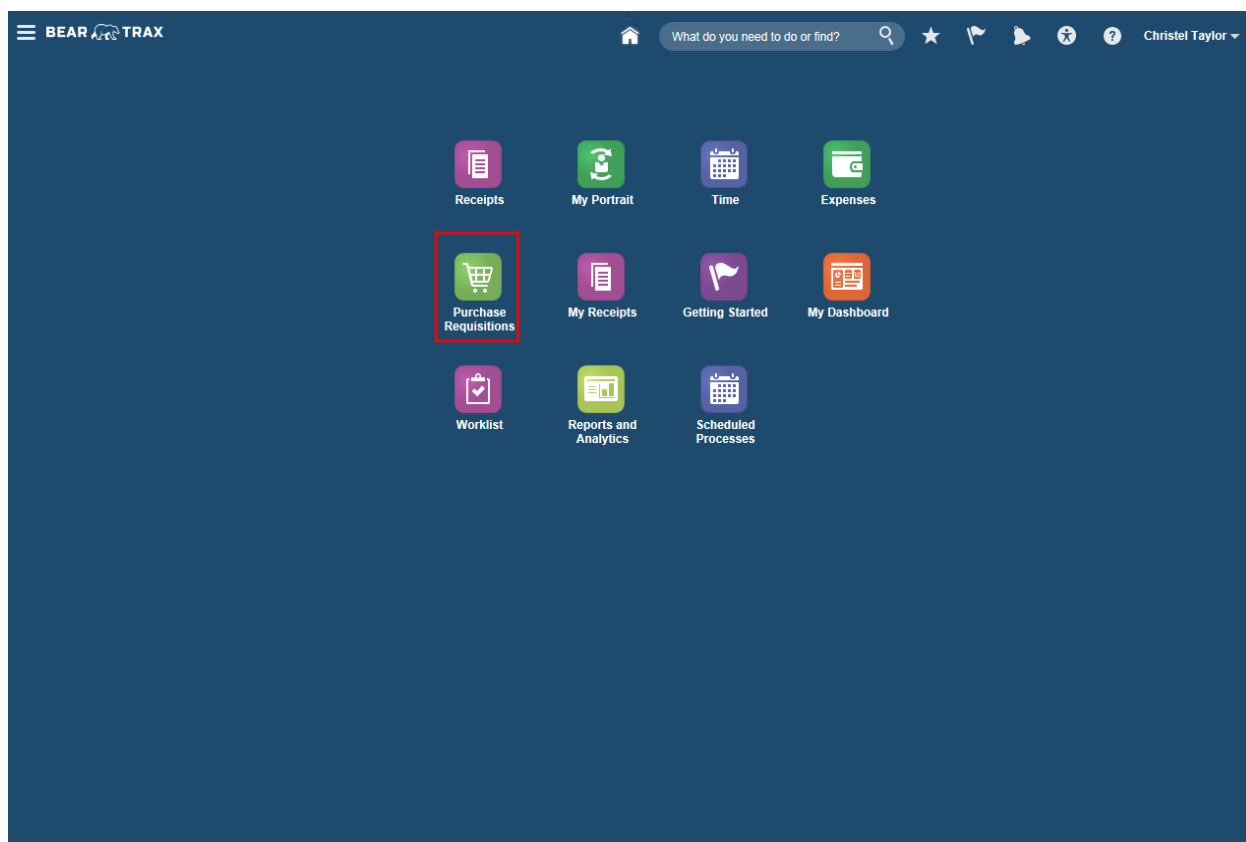 BEAR TRAX
What do you need to do or find?
Christel Taylor
Receipts
My Portrait
Time
Expenses
Purchase
Requisitions
My Receipts
Getting Started
My Dashboard
Worklist
Reports and
Analytics
Scheduled
Processes